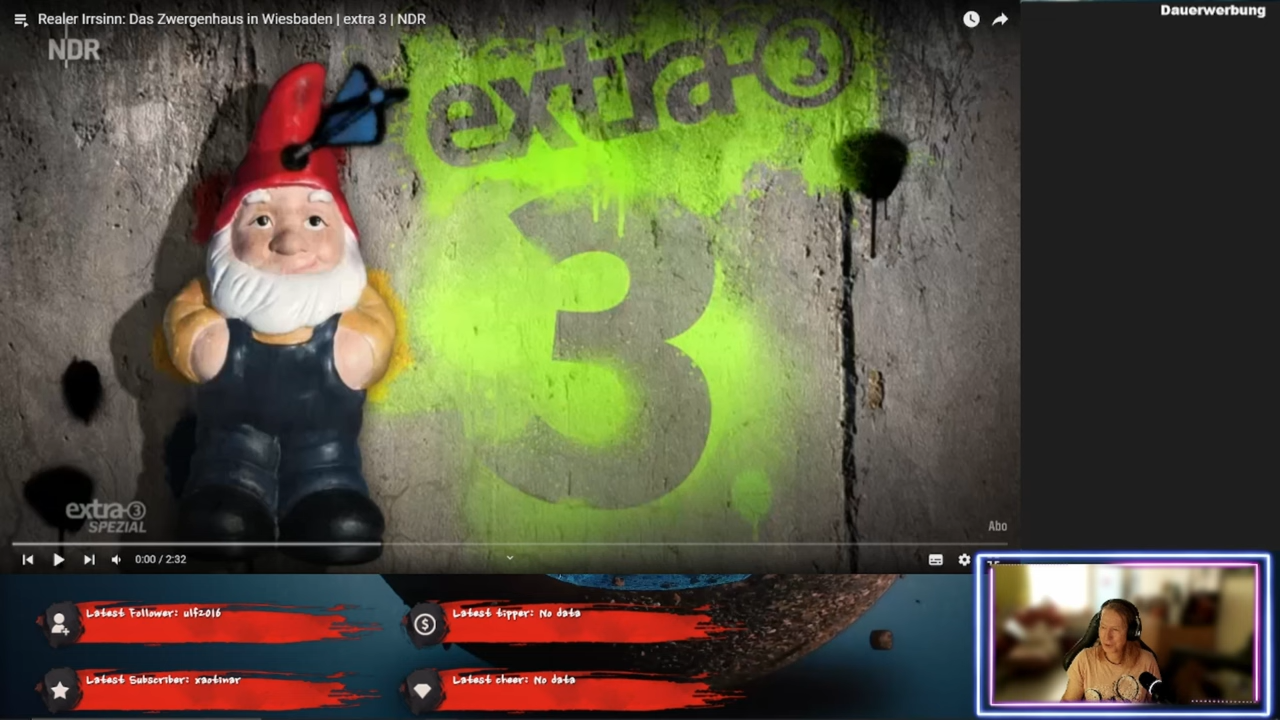 Realer Irrsinn: Das Zwergenhaus in Wiesbaden | extra 3 | NDR
Dauerwerbung
NDR
extra 3
3.
extra 3
SPEZIAL
Abo
0:00 / 2:32
Latest Follower: ulf2016
Latest tipper: No data
Latest Subscriber: xaotinar
Latest cheer: No data